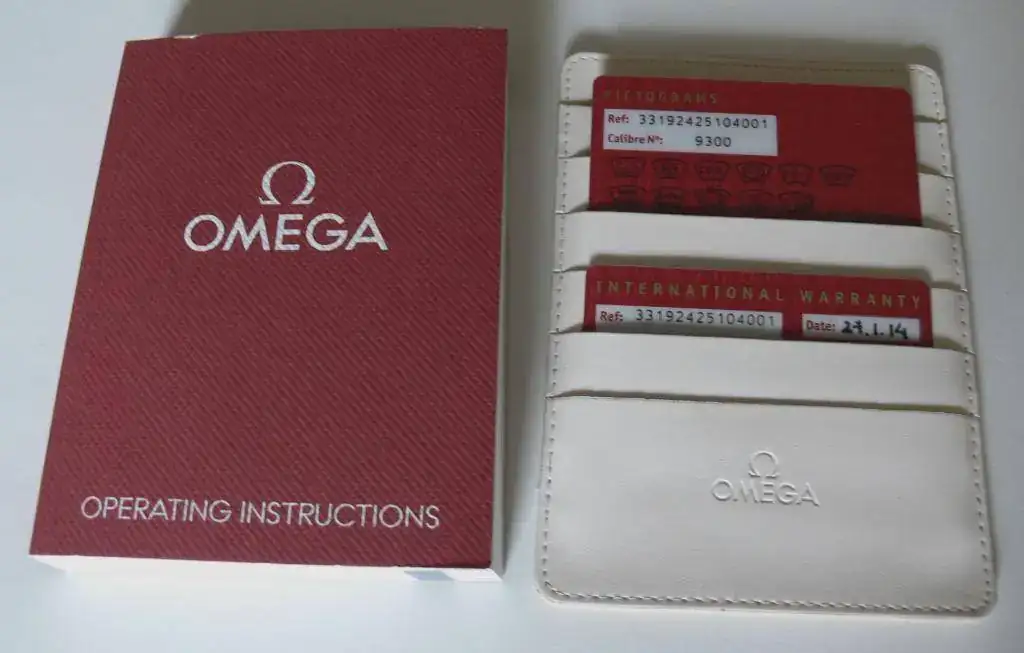 Ω
OMEGA
OPERATING INSTRUCTIONS
PICTOGRAMS
Ref: 33192425104001
Calibre Nº: 9300
INTERNATIONAL WARRANTY
Ref: 33192425104001
Date: 27.1.14
Ω
OMEGA